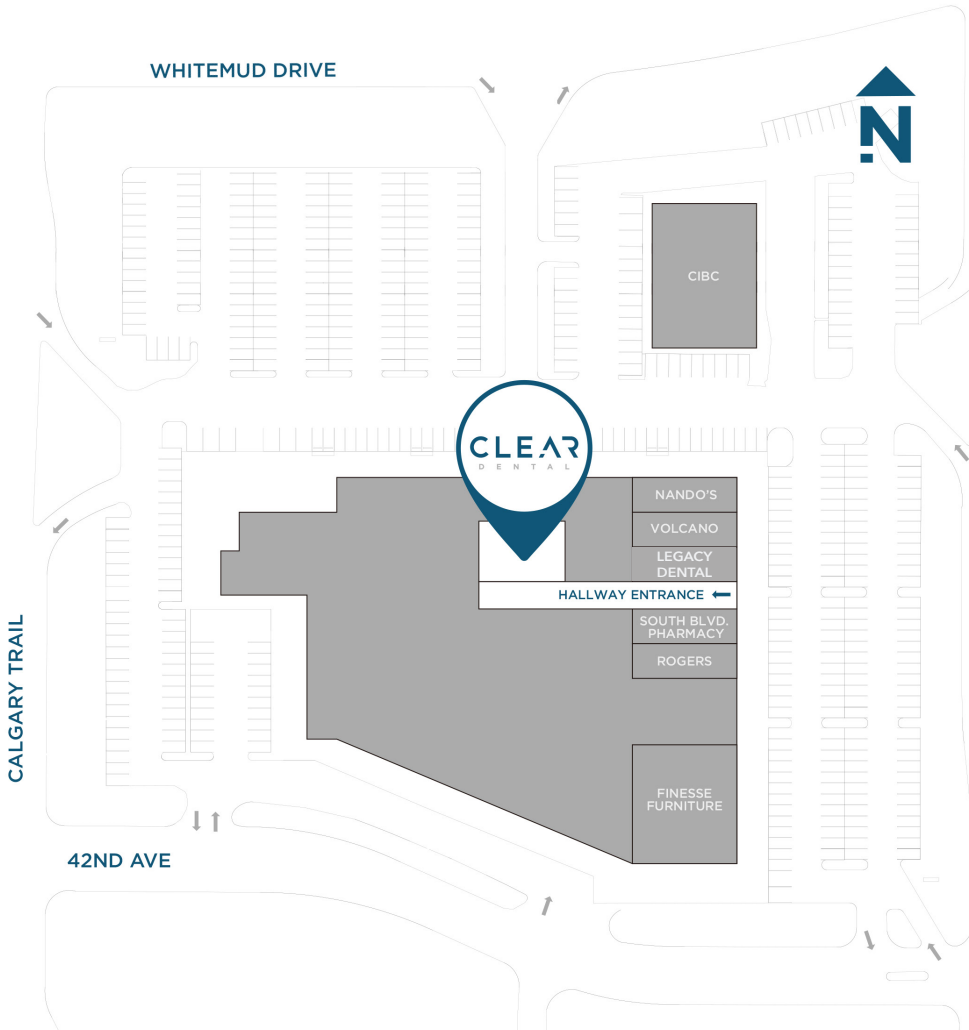 WHITEMUD DRIVE
N
CIBC
CLEAR
DENTAL
NANDO'S
VOLCANO
LEGACY
DENTAL
HALLWAY ENTRANCE
SOUTH BLVD.
PHARMACY
ROGERS
CALGARY TRAIL
FINESSE
FURNITURE
42ND AVE